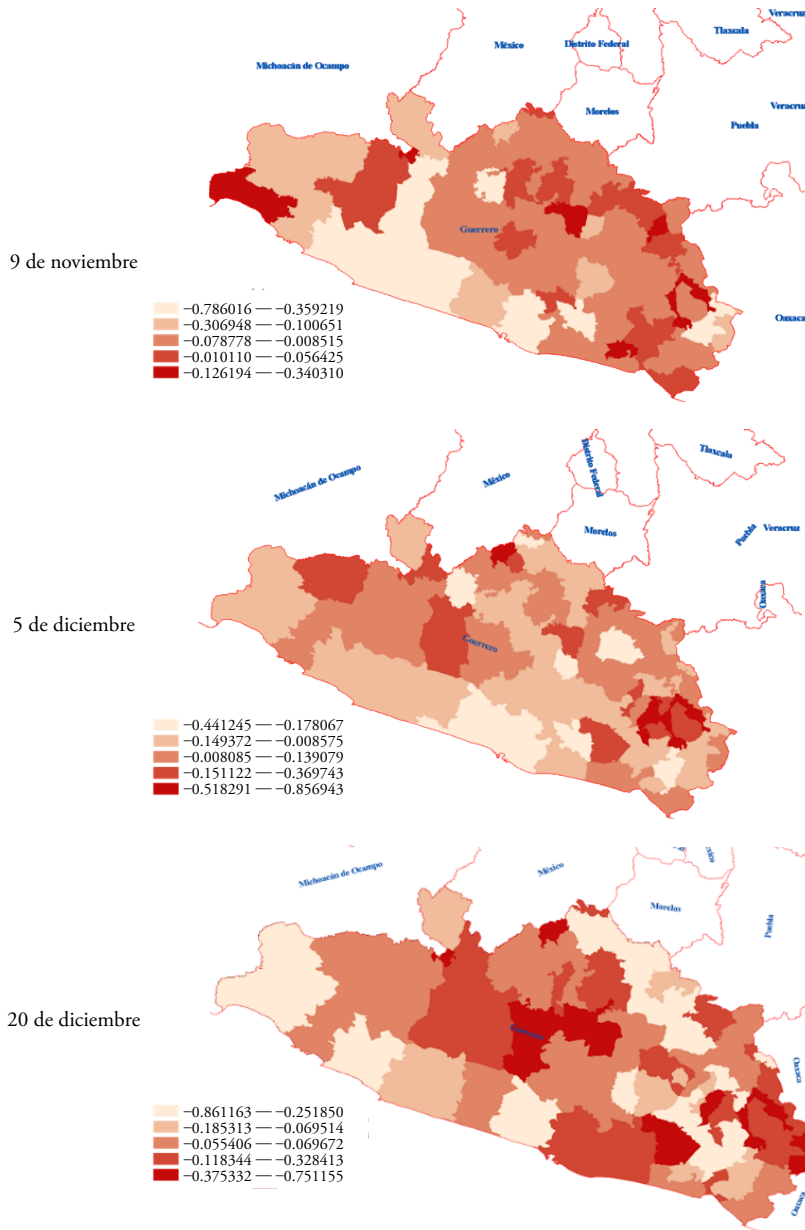 Tlaxcala
Veracruz
México
Distrito Federal
Michoacán de Ocampo
Morelos
Veracruz
Puebla
Guerrero
9 de noviembre
Oaxaca
−0.786016 — −0.359219
−0.306948 — −0.100651
−0.078778 — −0.008515
−0.010110 — −0.056425
−0.126194 — −0.340310
Tlaxcala
Distrito Federal
Michoacán de Ocampo
México
Morelos
Puebla
Veracruz
Oaxaca
5 de diciembre
Guerrero
−0.441245 — −0.178067
−0.149372 — −0.008575
−0.008085 — −0.139079
−0.151122 — −0.369743
−0.518291 — −0.856943
Michoacán de Ocampo
México
Morelos
Puebla
20 de diciembre
Guerrero
Oaxaca
−0.861163 — −0.251850
−0.185313 — −0.069514
−0.055406 — −0.069672
−0.118344 — −0.328413
−0.375332 — −0.751155
Oaxaca